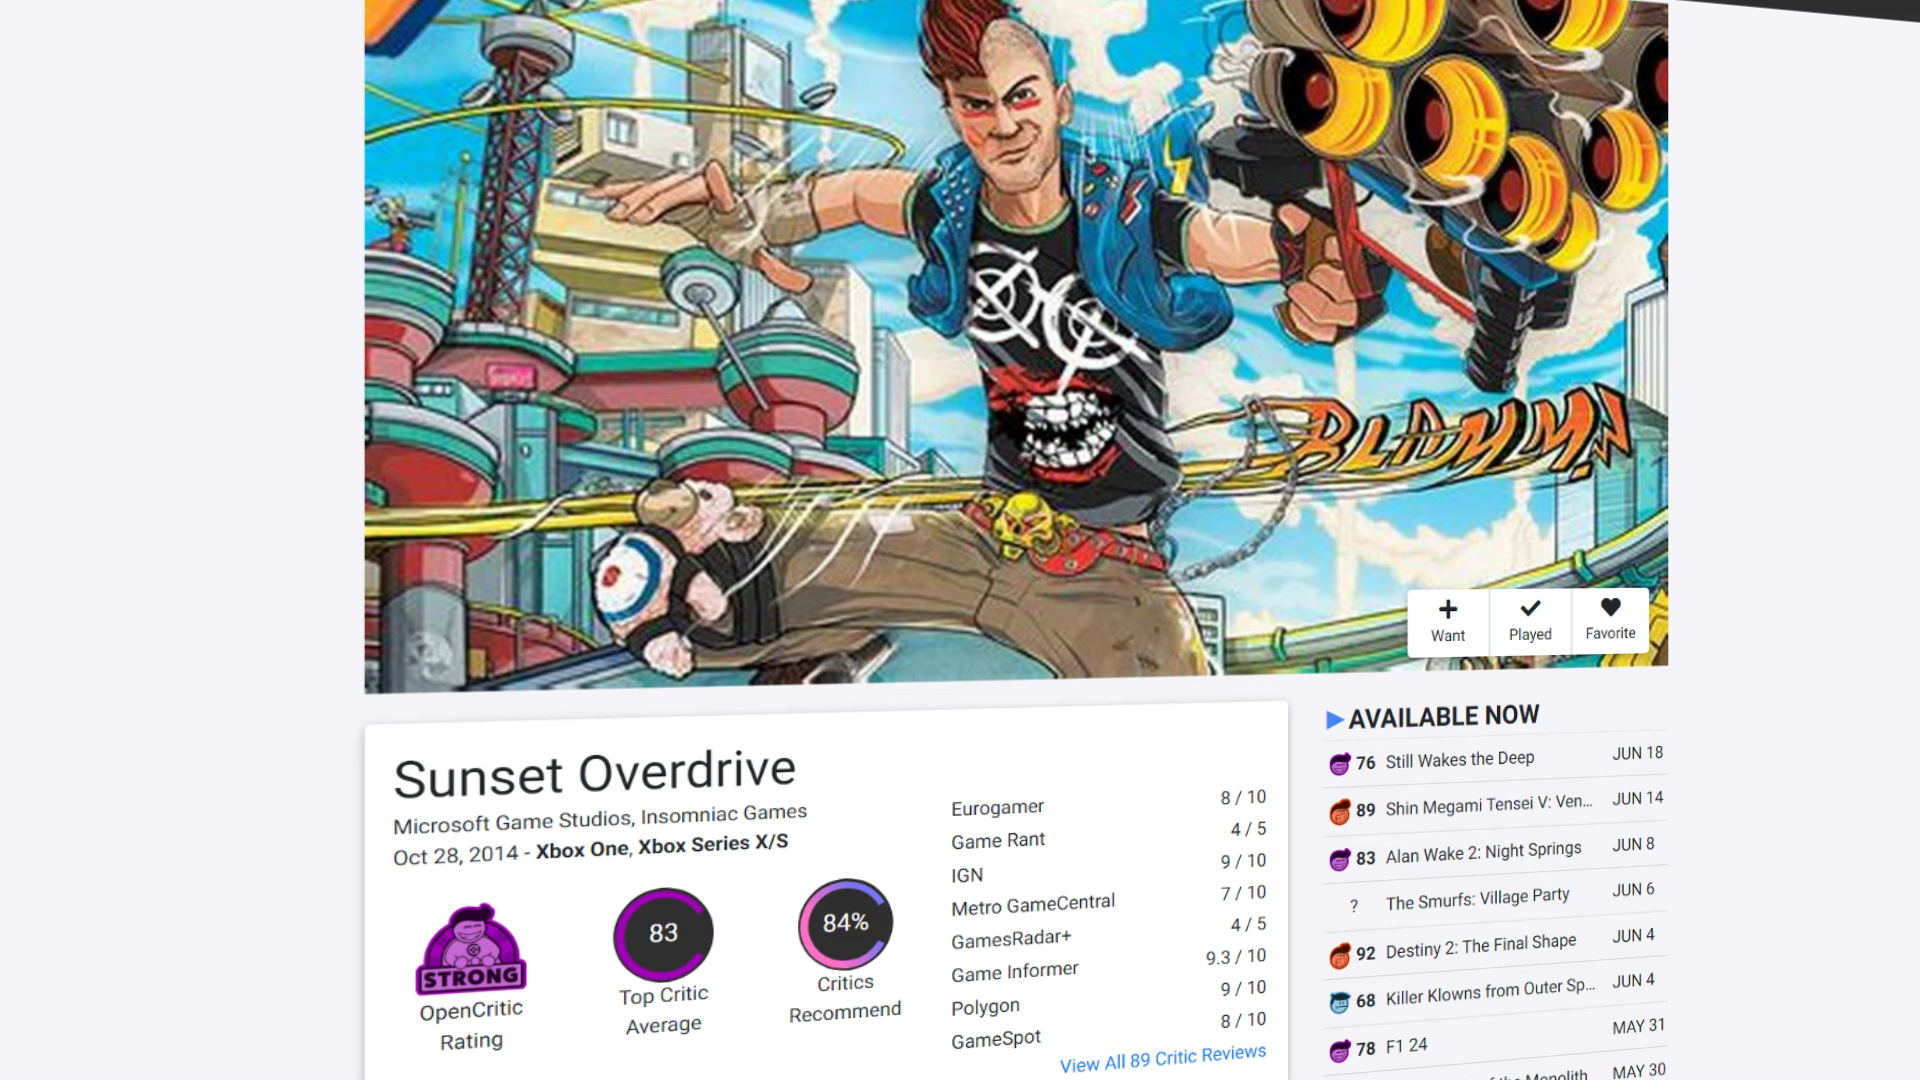 BLAMM!
Want
Played
Favorite
Sunset Overdrive
Microsoft Game Studios, Insomniac Games
Oct 28, 2014 - Xbox One, Xbox Series X/S
STRONG
OpenCritic
Rating
83
Top Critic
Average
84%
Critics
Recommend
Eurogamer 8 / 10
Game Rant 4 / 5
IGN 9 / 10
Metro GameCentral 7 / 10
GamesRadar+ 4 / 5
Game Informer 9.3 / 10
Polygon 9 / 10
GameSpot 8 / 10
View All 89 Critic Reviews
AVAILABLE NOW
76 Still Wakes the Deep JUN 18
89 Shin Megami Tensei V: Ven... JUN 14
83 Alan Wake 2: Night Springs JUN 8
? The Smurfs: Village Party JUN 6
92 Destiny 2: The Final Shape JUN 4
68 Killer Klowns from Outer Sp... JUN 4
78 F1 24 MAY 31
of the Monolith MAY 30